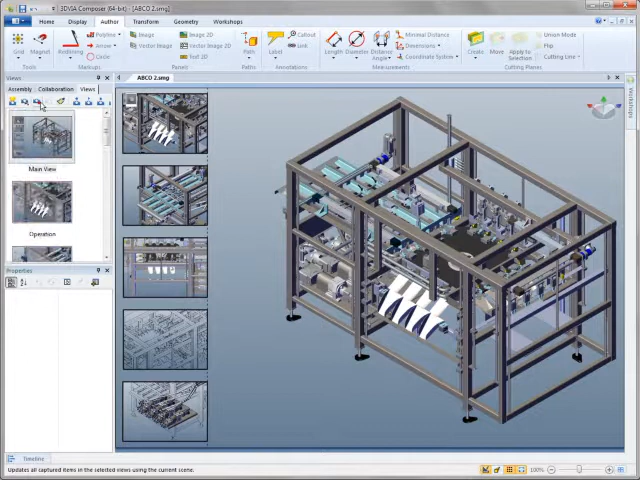 3DVIA Composer (64-bit) - [ABCO 2.smg]
Home Rendering Display Author Transform Geometry Workshops
Grid Magnet Redlining Polyline Arrow Circle Image Vector Image Image 2D Vector Image 2D Text 2D Path Label Callout Link Length Diameter Distance Angle Minimal Distance Dimensions Coordinate System Create Move Apply to Selection Union Mode Flip Cutting Line
Tools Markups Panels Paths Annotations Measurements Cutting Planes
Views
ABCO 2.smg
Assembly Collaboration Views
Workshops
Main View
Operation
Properties
Timeline
Updates all captured items in the selected views using the current scene.
100%